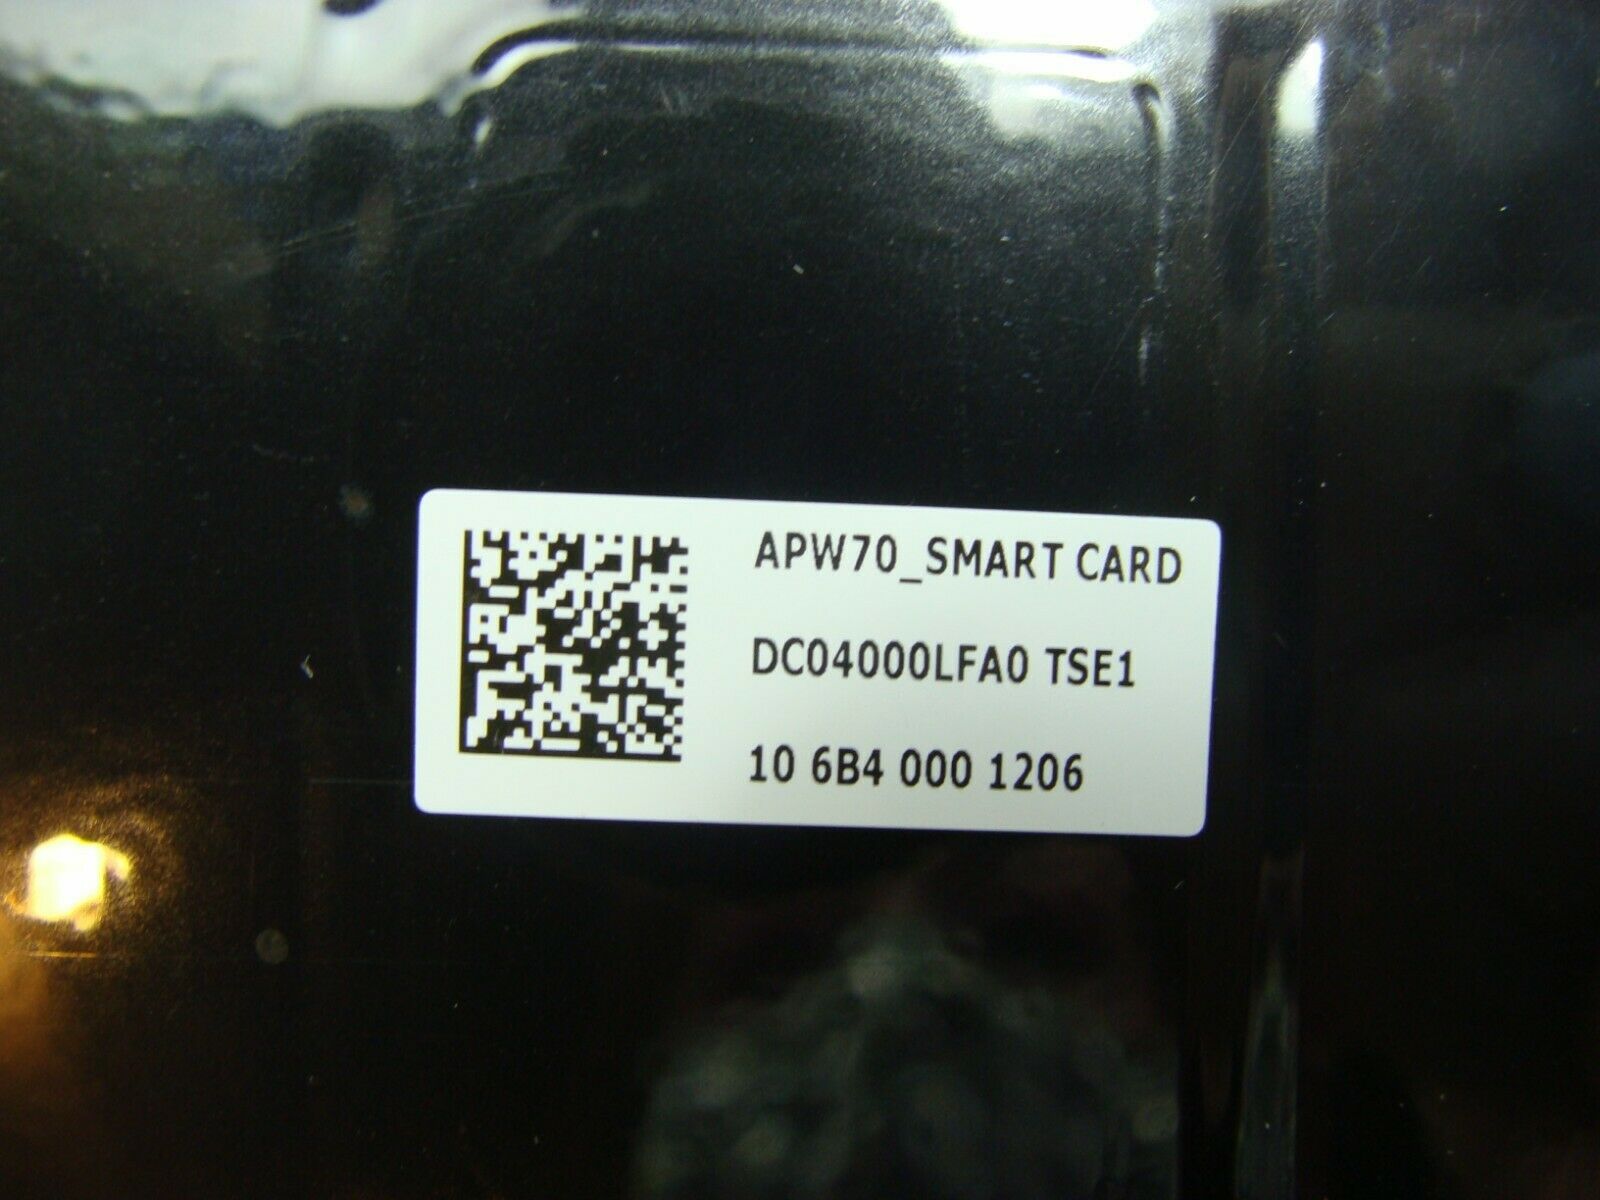 APW70_SMART CARD
DC04000LFA0 TSE1
10 6B4 000 1206